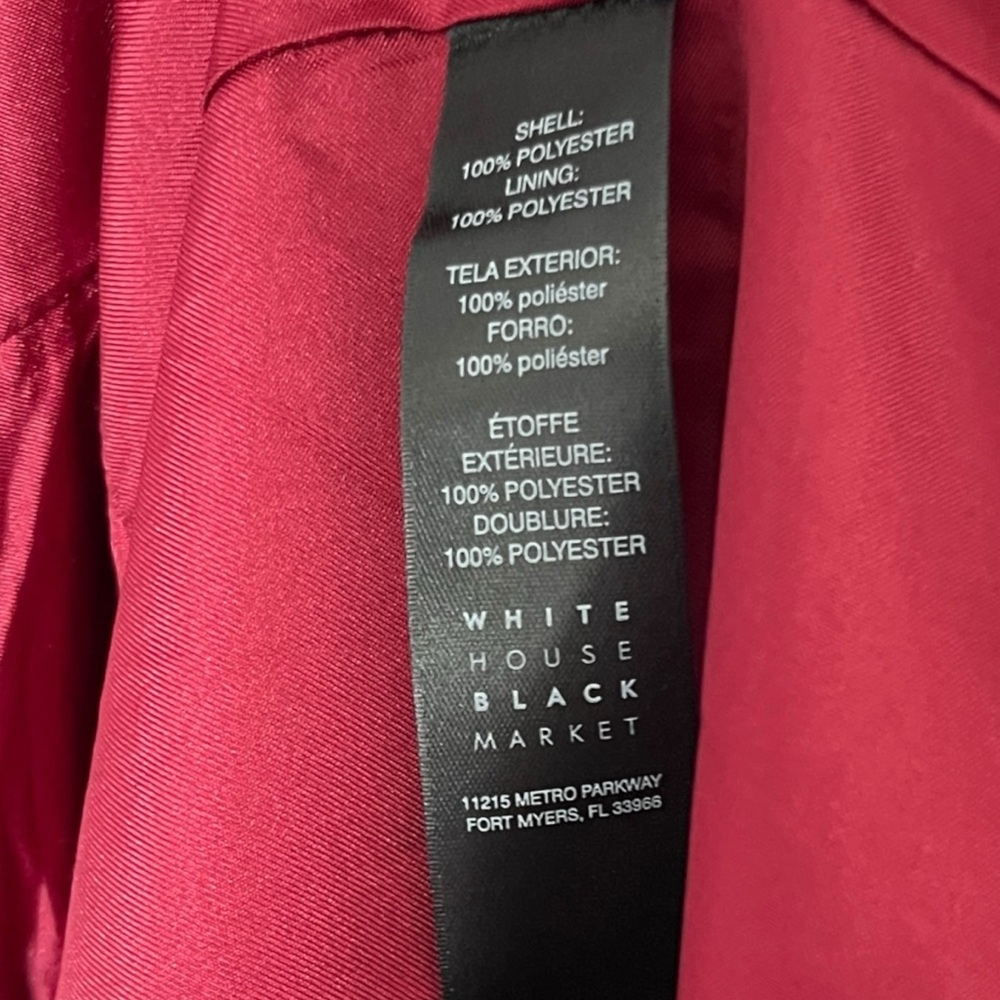 SHELL:
100% POLYESTER
LINING:
100% POLYESTER
TELA EXTERIOR:
100% poliéster
FORRO:
100% poliéster
ÉTOFFE
EXTÉRIEURE:
100% POLYESTER
DOUBLURE:
100% POLYESTER
WHITE
HOUSE
BLACK
MARKET
11215 METRO PARKWAY
FORT MYERS, FL 33966